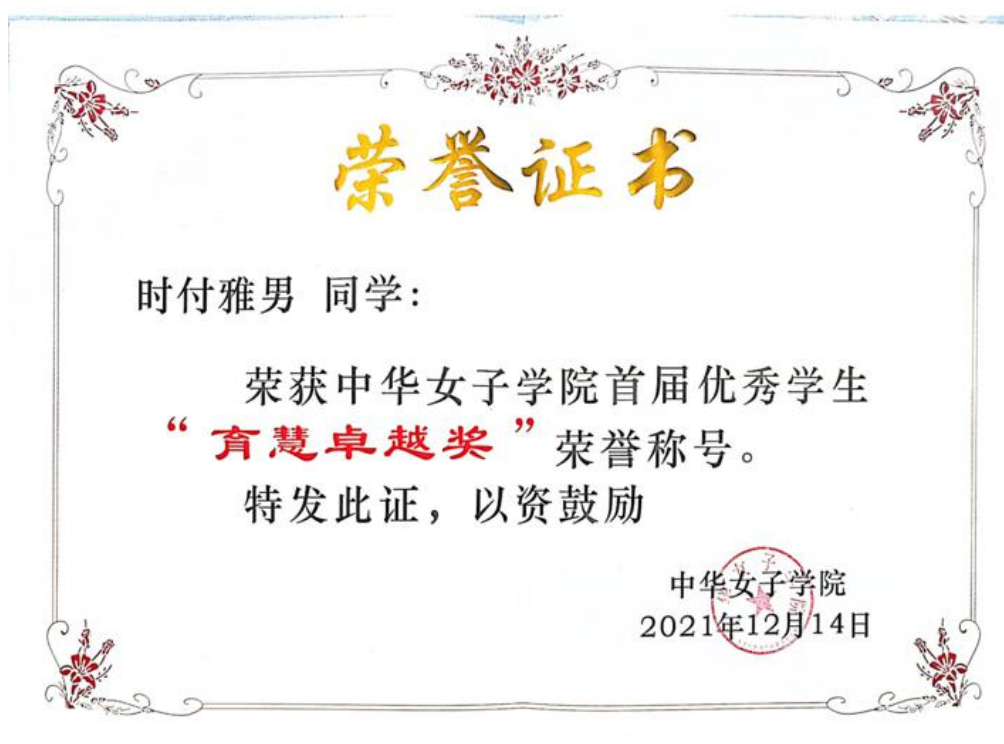 荣誉证书
时付雅男 同学：
荣获中华女子学院首届优秀学生
“育慧卓越奖”荣誉称号。
特发此证，以资鼓励
中华女子学院
2021年12月14日